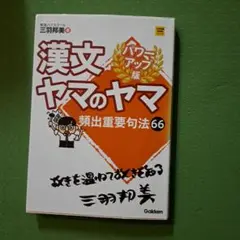 三羽邦美著
漢文
ヤマのヤマ
パワー
アップ
版
頻出重要句法66
故きを温ねて新しきを知る
三羽邦美
Gakken